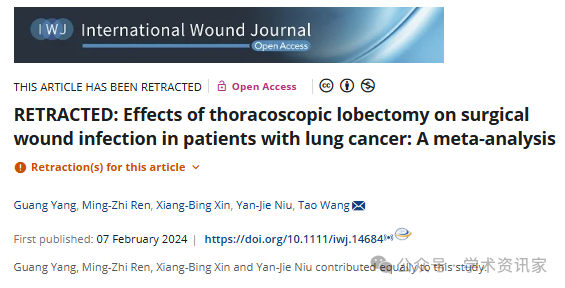 IWJ International Wound Journal
Open Access
THIS ARTICLE HAS BEEN RETRACTED Open Access
RETRACTED: Effects of thoracoscopic lobectomy on surgical
wound infection in patients with lung cancer: A meta-analysis
Retraction(s) for this article
Guang Yang, Ming-Zhi Ren, Xiang-Bing Xin, Yan-Jie Niu, Tao Wang
First published: 07 February 2024 | https://doi.org/10.1111/iwj.14684
Guang Yang, Ming-Zhi Ren, Xiang-Bing Xin and Yan-Jie Niu contributed equally to this study.
公众号 · 学术资讯家